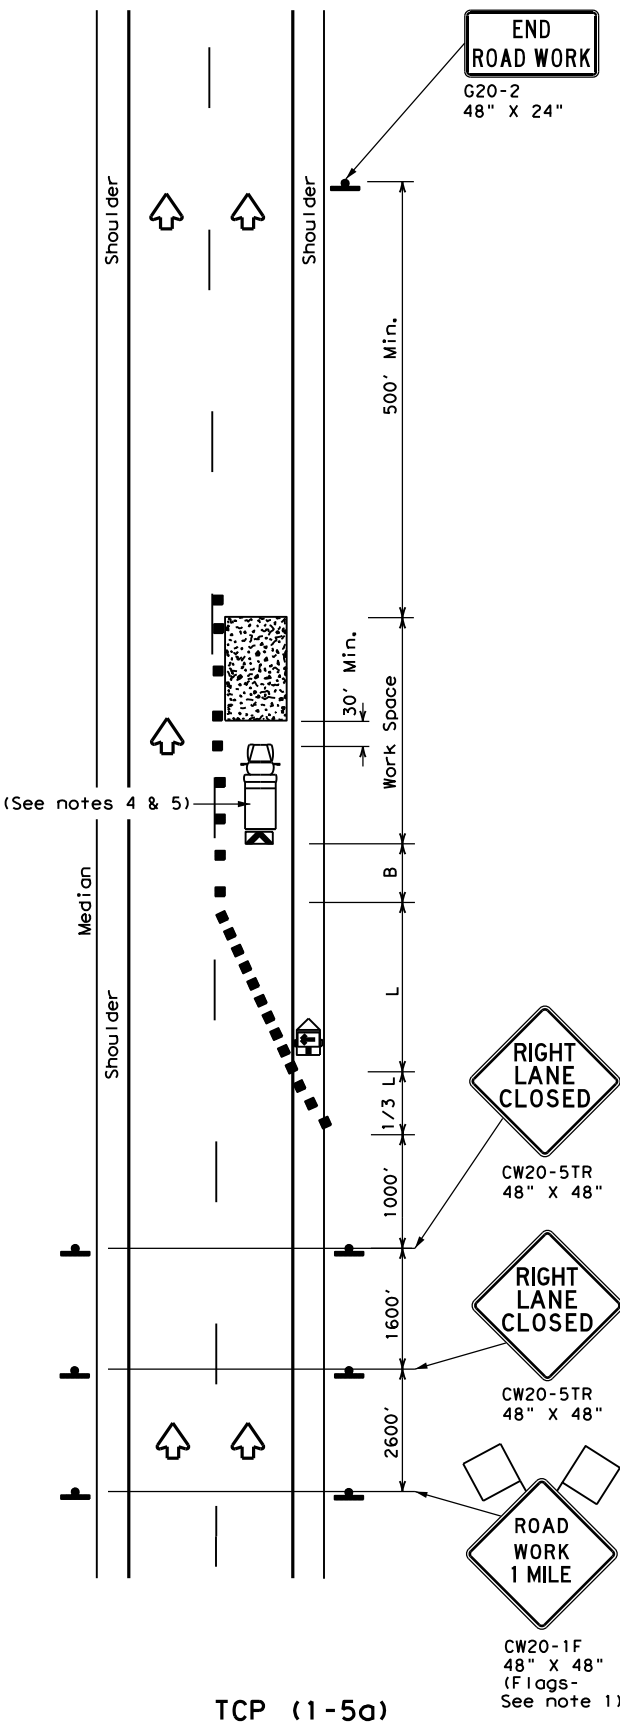 END
ROAD WORK
G20-2
48" X 24"
Shoulder
Shoulder
500' Min.
30' Min.
Work Space
(See notes 4 & 5)
B
Median
L
Shoulder
RIGHT
LANE
CLOSED
1/3 L
CW20-5TR
48" X 48"
1000'
RIGHT
LANE
CLOSED
1600'
CW20-5TR
48" X 48"
2600'
ROAD
WORK
1 MILE
CW20-1F
48" X 48"
(Flags-
See note 1)
TCP (1-5a)